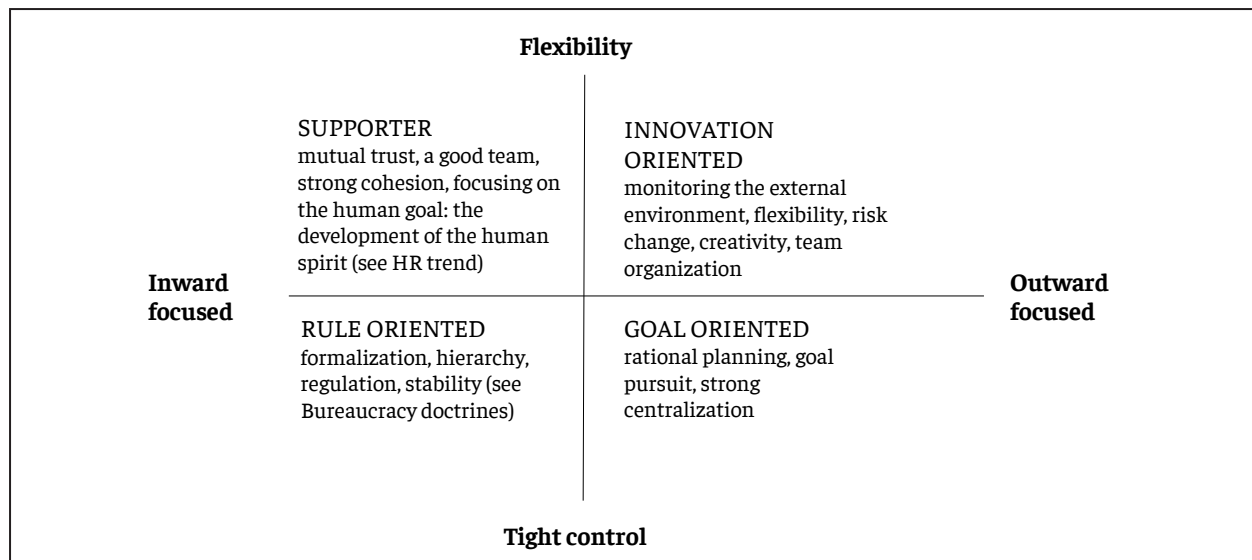 Flexibility
SUPPORTER
mutual trust, a good team,
strong cohesion, focusing on
the human goal: the
development of the human
spirit (see HR trend)
INNOVATION
ORIENTED
monitoring the external
environment, flexibility, risk
change, creativity, team
organization
Inward
focused
Outward
focused
RULE ORIENTED
formalization, hierarchy,
regulation, stability (see
Bureaucracy doctrines)
GOAL ORIENTED
rational planning, goal
pursuit, strong
centralization
Tight control